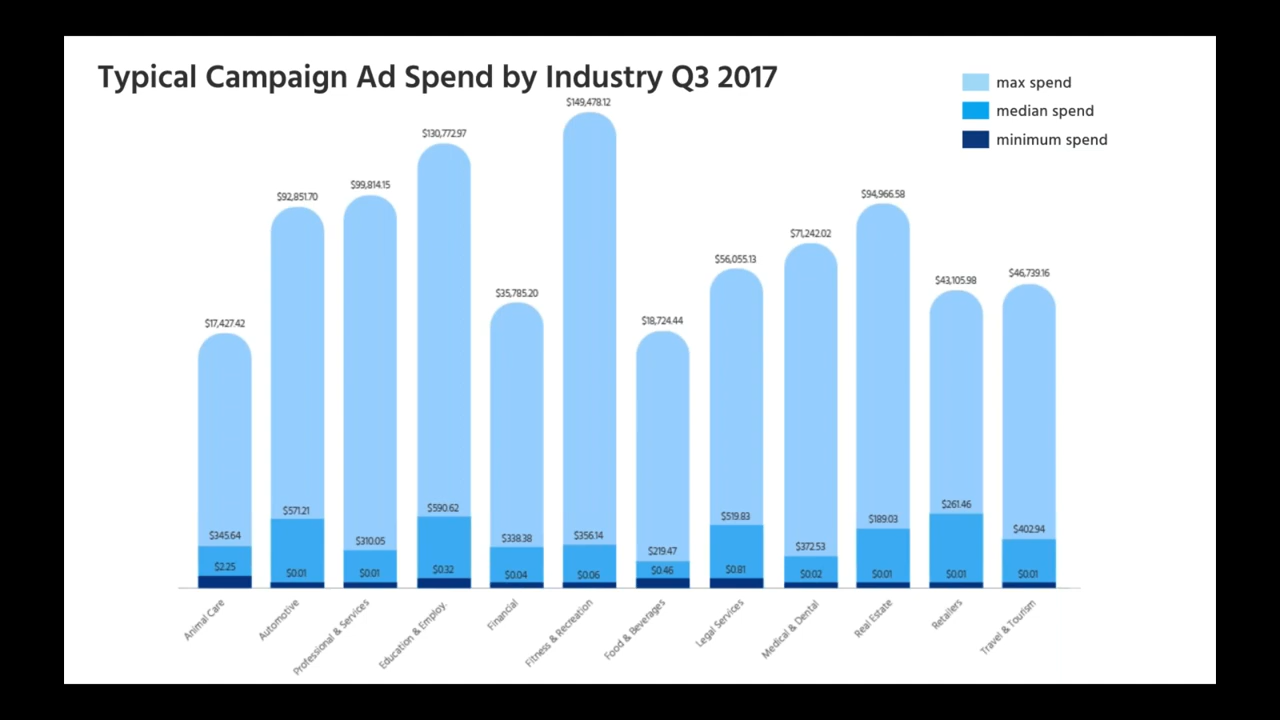 Typical Campaign Ad Spend by Industry Q3 2017
max spend
median spend
minimum spend
$149,478.12
$130,772.97
$99,814.15
$92,851.70
$94,966.58
$71,242.02
$56,055.13
$46,739.16
$43,105.98
$35,785.20
$17,427.42
$18,724.44
$345.64
$571.21
$310.05
$590.62
$338.38
$356.14
$219.47
$519.83
$372.53
$189.03
$261.46
$402.94
$2.25
$0.01
$0.01
$0.32
$0.04
$0.06
$0.46
$0.81
$0.02
$0.01
$0.01
$0.01
Animal Care
Automotive
Professional & Services
Education & Employ.
Financial
Fitness & Recreation
Food & Beverages
Legal Services
Medical & Dental
Real Estate
Retailers
Travel & Tourism